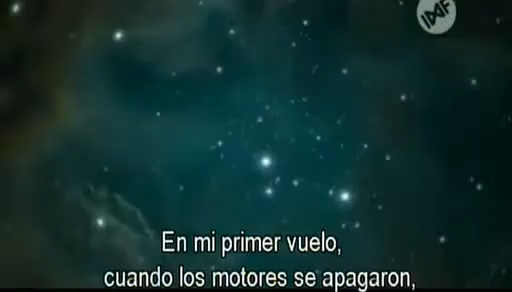 En mi primer vuelo,
cuando los motores se apagaron,